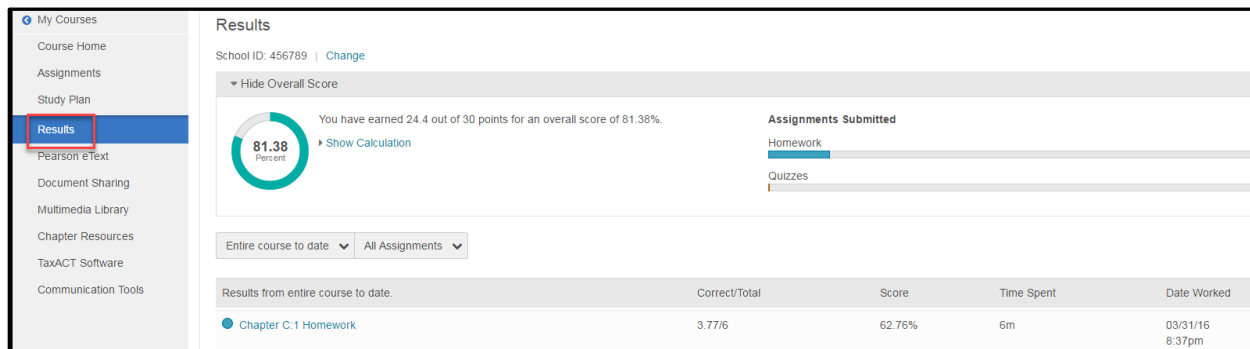 My Courses
Course Home
Assignments
Study Plan
Results
Pearson eText
Document Sharing
Multimedia Library
Chapter Resources
TaxACT Software
Communication Tools
Results
School ID: 456789 | Change
Hide Overall Score
81.38
Percent
You have earned 24.4 out of 30 points for an overall score of 81.38%.
Show Calculation
Assignments Submitted
Homework
Quizzes
Entire course to date All Assignments
Results from entire course to date. Correct/Total Score Time Spent Date Worked
Chapter C:1 Homework 3.77/6 62.76% 6m 03/31/16
8:37pm